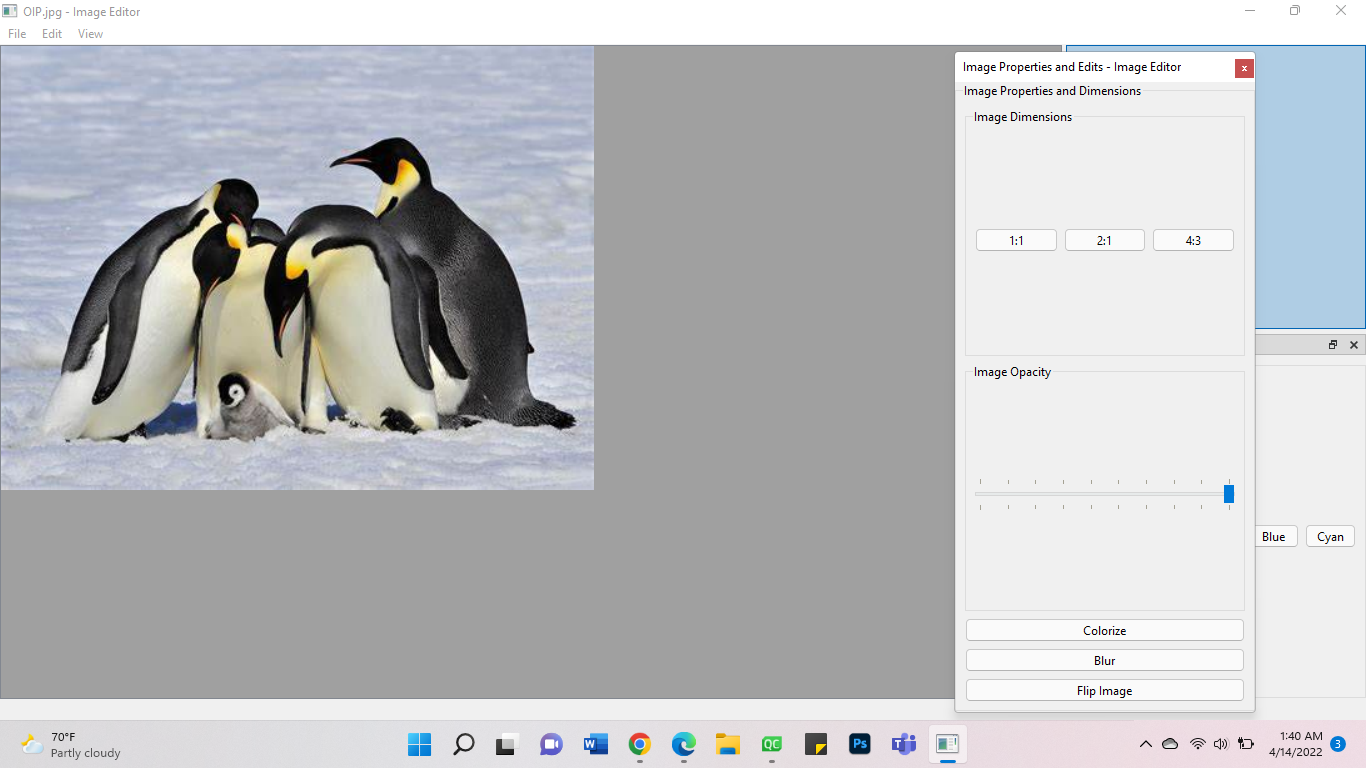 OIP.jpg - Image Editor
File Edit View
Image Properties and Edits - Image Editor
x
Image Properties and Dimensions
Image Dimensions
1:1 2:1 4:3
Image Opacity
Blue Cyan
Colorize
Blur
Flip Image
70°F
Partly cloudy
W
QC
Ps
T
1:40 AM
4/14/2022
3